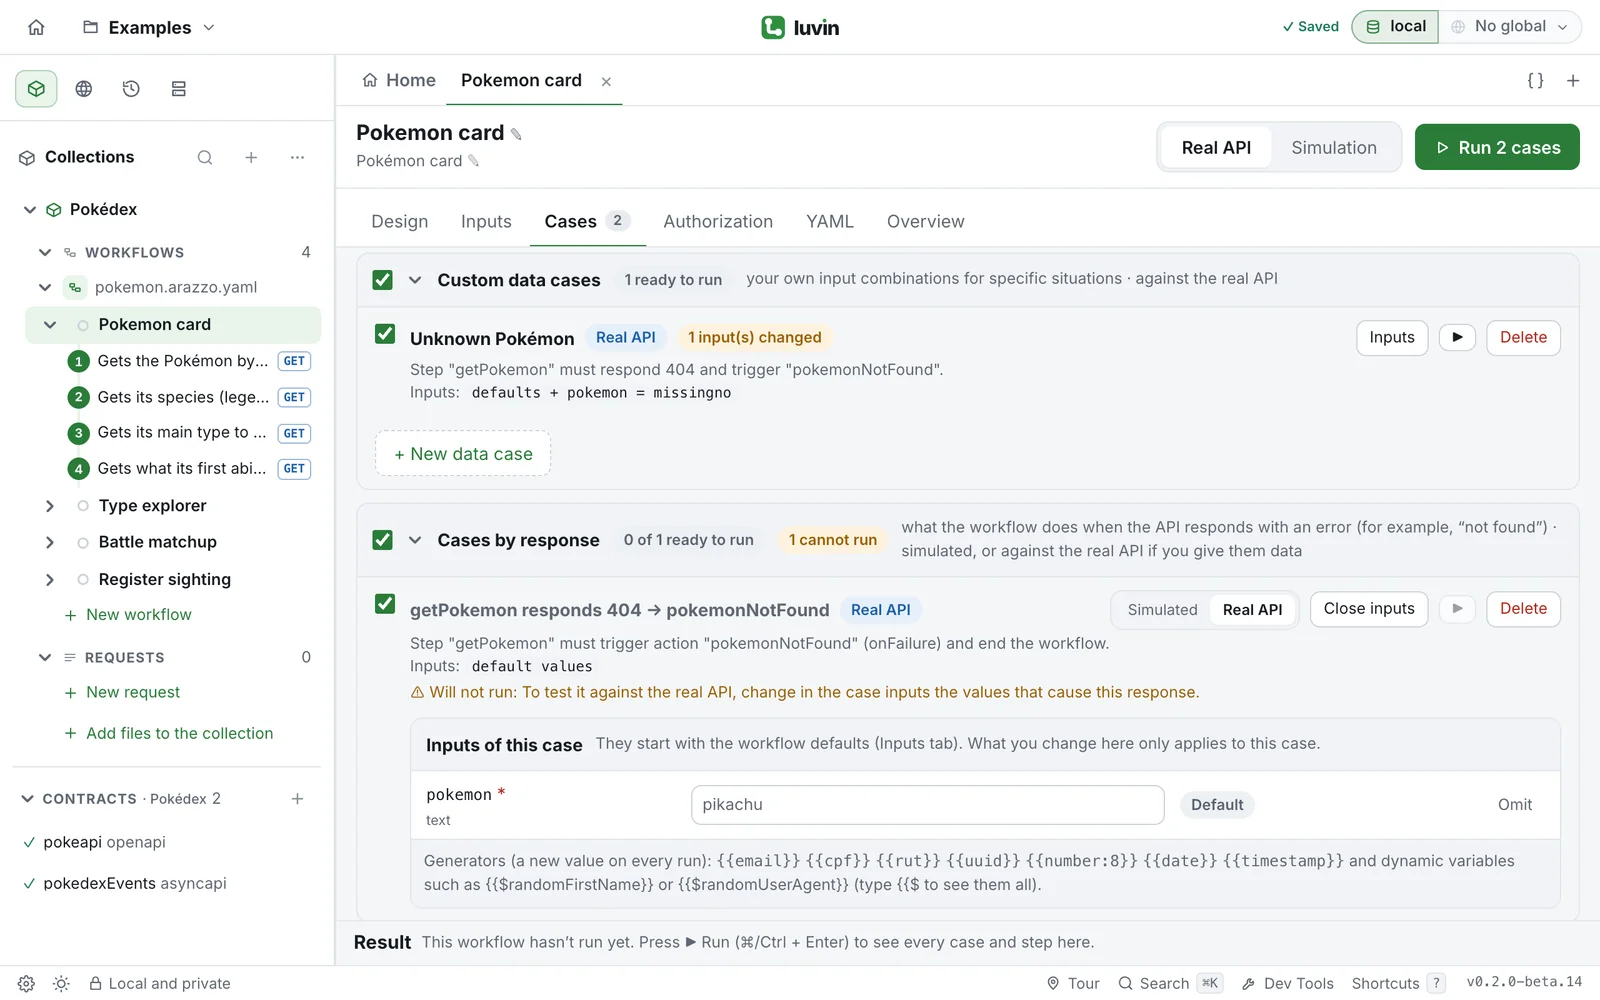 Examples
luvin
Saved
local
No global
Collections
Pokédex
WORKFLOWS 4
pokemon.arazzo.yaml
Pokemon card
1 Gets the Pokémon by... GET
2 Gets its species (lege... GET
3 Gets its main type to ... GET
4 Gets what its first abi... GET
Type explorer
Battle matchup
Register sighting
+ New workflow
REQUESTS 0
+ New request
+ Add files to the collection
CONTRACTS · Pokédex 2 +
pokeapi openapi
pokedexEvents asyncapi
Home
Pokemon card ×
{} +
Pokemon card
Pokémon card
Real API
Simulation
Run 2 cases
Design
Inputs
Cases 2
Authorization
YAML
Overview
Custom data cases 1 ready to run your own input combinations for specific situations · against the real API
Unknown Pokémon Real API 1 input(s) changed Inputs Delete
Step "getPokemon" must respond 404 and trigger "pokemonNotFound".
Inputs: defaults + pokemon = missingno
+ New data case
Cases by response 0 of 1 ready to run 1 cannot run
what the workflow does when the API responds with an error (for example, “not found”) ·
simulated, or against the real API if you give them data
getPokemon responds 404 → pokemonNotFound Real API Simulated Real API Close inputs Delete
Step "getPokemon" must trigger action "pokemonNotFound" (onFailure) and end the workflow.
Inputs: default values
⚠ Will not run: To test it against the real API, change in the case inputs the values that cause this response.
Inputs of this case They start with the workflow defaults (Inputs tab). What you change here only applies to this case.
pokemon *
text
pikachu
Default
Omit
Generators (a new value on every run): {{email}} {{cpf}} {{rut}} {{uuid}} {{number:8}} {{date}} {{timestamp}} and dynamic variables
such as {{$randomFirstName}} or {{$randomUserAgent}} (type {{$ to see them all).
Result This workflow hasn’t run yet. Press ▶ Run (⌘/Ctrl + Enter) to see every case and step here.
Local and private
Tour
Search ⌘K
Dev Tools
Shortcuts ?
v0.2.0-beta.14